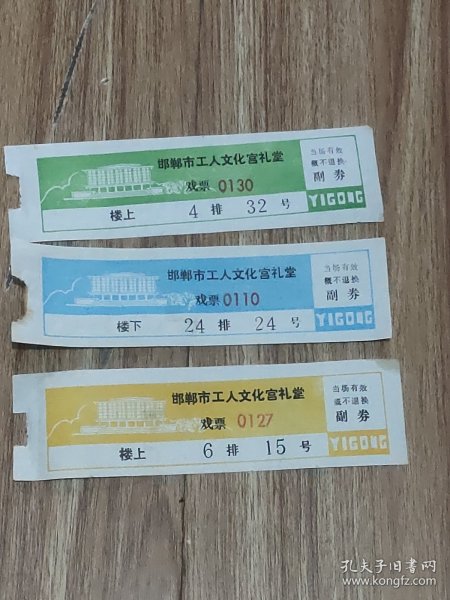 邯郸市工人文化宫礼堂
戏票 0130
楼上 4 排 32 号
当场有效
概不退换
副券
YIGONG
邯郸市工人文化宫礼堂
戏票 0110
楼下 24 排 24 号
当场有效
概不退换
副券
YIGONG
邯郸市工人文化宫礼堂
戏票 0127
楼上 6 排 15 号
当场有效
概不退换
副券
YIGONG
孔夫子旧书网
www.kongfz.com